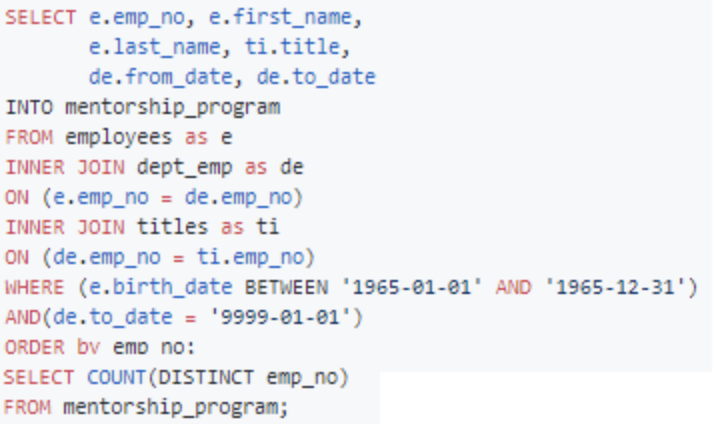 SELECT e.emp_no, e.first_name,
e.last_name, ti.title,
de.from_date, de.to_date
INTO mentorship_program
FROM employees as e
INNER JOIN dept_emp as de
ON (e.emp_no = de.emp_no)
INNER JOIN titles as ti
ON (de.emp_no = ti.emp_no)
WHERE (e.birth_date BETWEEN '1965-01-01' AND '1965-12-31')
AND(de.to_date = '9999-01-01')
ORDER by emp_no;
SELECT COUNT(DISTINCT emp_no)
FROM mentorship_program;